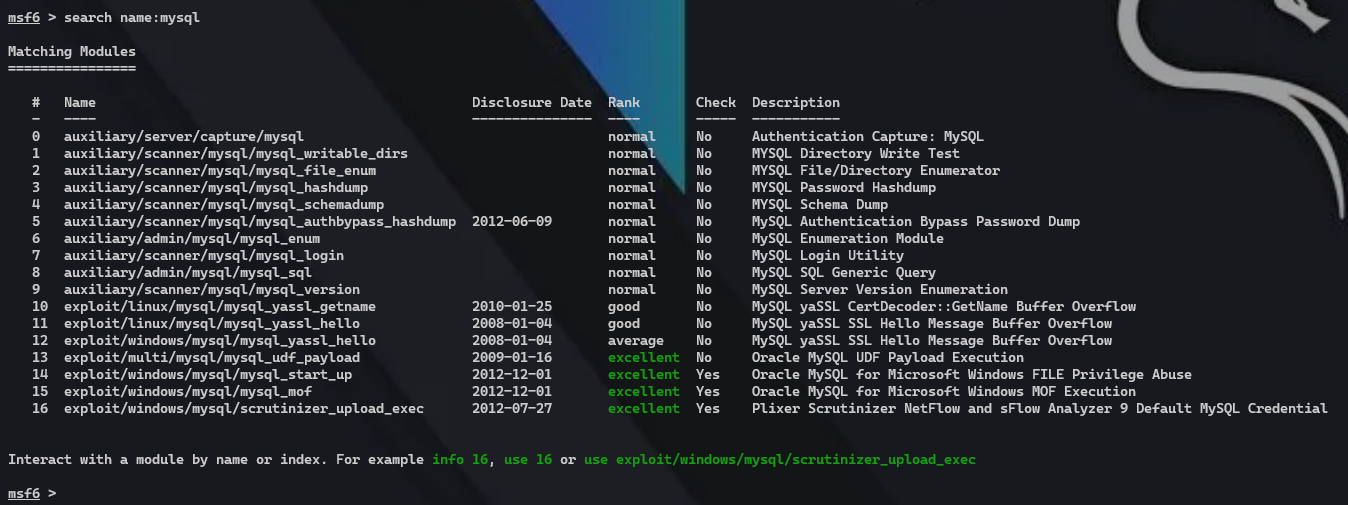 msf6 > search name:mysql
Matching Modules
================
# Name Disclosure Date Rank Check Description
- ---- --------------- ---- ----- -----------
0 auxiliary/server/capture/mysql normal No Authentication Capture: MySQL
1 auxiliary/scanner/mysql/mysql_writable_dirs normal No MYSQL Directory Write Test
2 auxiliary/scanner/mysql/mysql_file_enum normal No MYSQL File/Directory Enumerator
3 auxiliary/scanner/mysql/mysql_hashdump normal No MYSQL Password Hashdump
4 auxiliary/scanner/mysql/mysql_schemadump normal No MYSQL Schema Dump
5 auxiliary/scanner/mysql/mysql_authbypass_hashdump 2012-06-09 normal No MySQL Authentication Bypass Password Dump
6 auxiliary/admin/mysql/mysql_enum normal No MySQL Enumeration Module
7 auxiliary/scanner/mysql/mysql_login normal No MySQL Login Utility
8 auxiliary/admin/mysql/mysql_sql normal No MySQL SQL Generic Query
9 auxiliary/scanner/mysql/mysql_version normal No MySQL Server Version Enumeration
10 exploit/linux/mysql/mysql_yassl_getname 2010-01-25 good No MySQL yaSSL CertDecoder::GetName Buffer Overflow
11 exploit/linux/mysql/mysql_yassl_hello 2008-01-04 good No MySQL yaSSL SSL Hello Message Buffer Overflow
12 exploit/windows/mysql/mysql_yassl_hello 2008-01-04 average No MySQL yaSSL SSL Hello Message Buffer Overflow
13 exploit/multi/mysql/mysql_udf_payload 2009-01-16 excellent No Oracle MySQL UDF Payload Execution
14 exploit/windows/mysql/mysql_start_up 2012-12-01 excellent Yes Oracle MySQL for Microsoft Windows FILE Privilege Abuse
15 exploit/windows/mysql/mysql_mof 2012-12-01 excellent Yes Oracle MySQL for Microsoft Windows MOF Execution
16 exploit/windows/mysql/scrutinizer_upload_exec 2012-07-27 excellent Yes Plixer Scrutinizer NetFlow and sFlow Analyzer 9 Default MySQL Credential
Interact with a module by name or index. For example info 16, use 16 or use exploit/windows/mysql/scrutinizer_upload_exec
msf6 >